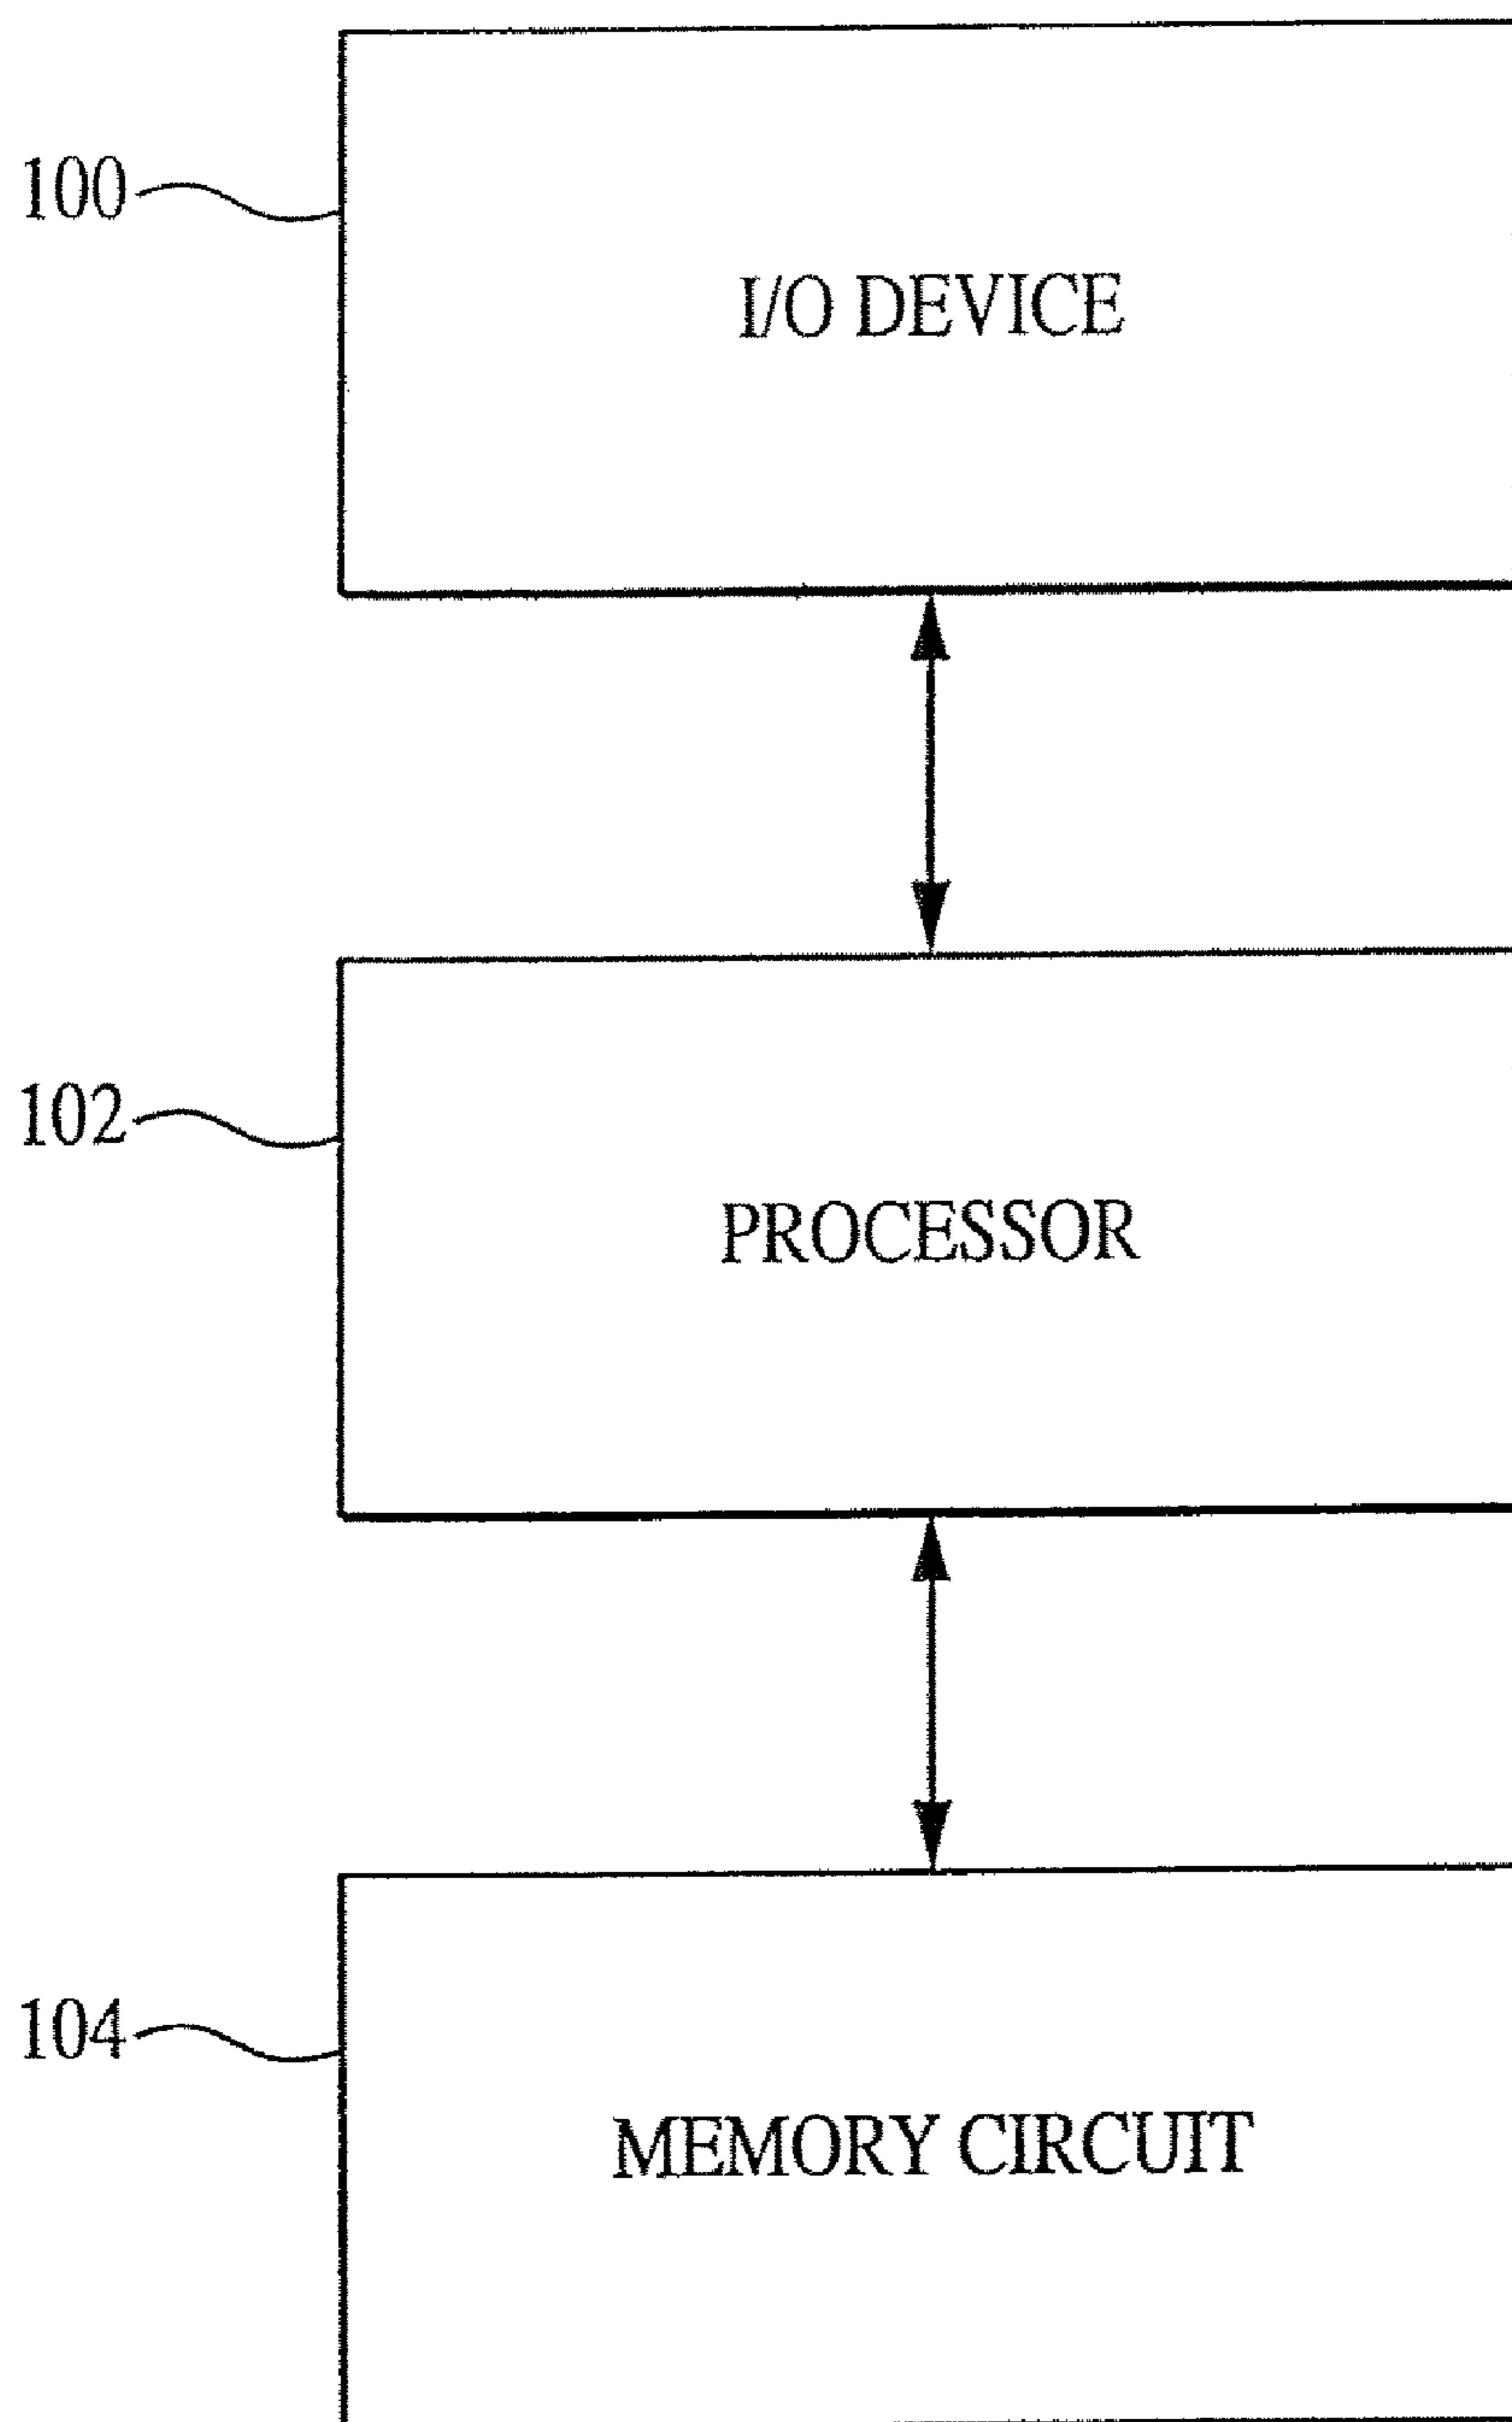 100
I/O DEVICE
102
PROCESSOR
104
MEMORY CIRCUIT